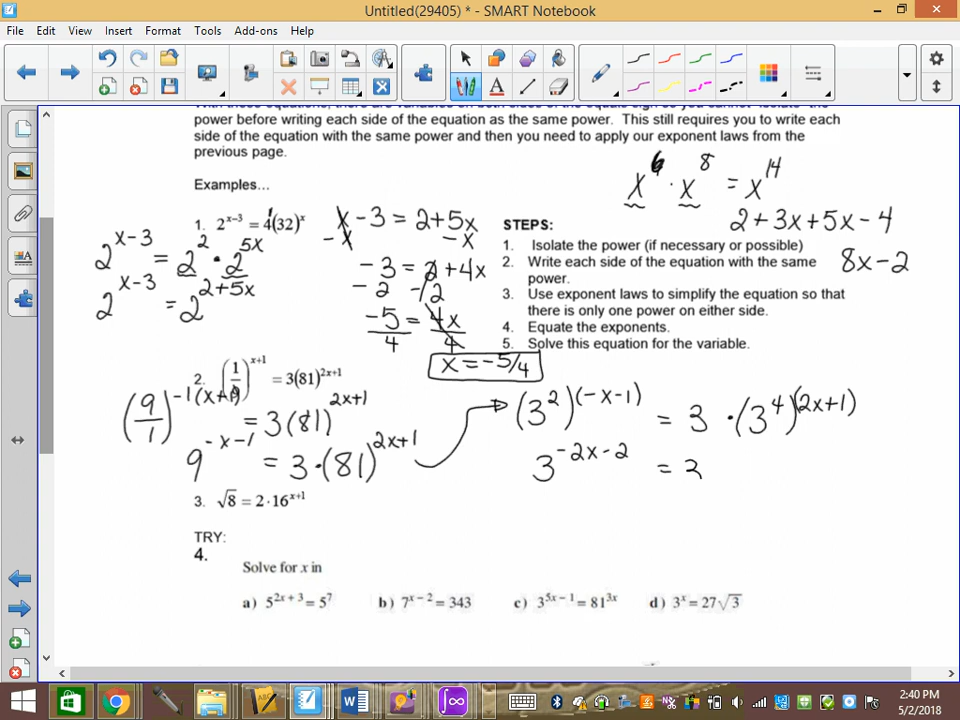 Untitled(29405) * - SMART Notebook
File Edit View Insert Format Tools Add-ons Help
power before writing each side of the equation as the same power. This still requires you to write each
side of the equation with the same power and then you need to apply our exponent laws from the
previous page.
x^6 · x^8 = x^14
Examples...
2+3x+5x-4
8x-2
1. 2^(x-3) = 4(32)^x
2^(x-3) = 2^2 · 2^(5x)
2^(x-3) = 2^(2+5x)
x-3 = 2+5x
-x -x
-3 = 2+4x
-2 -2
-5/4 = 4x/4
x = -5/4
STEPS:
1. Isolate the power (if necessary or possible)
2. Write each side of the equation with the same
power.
3. Use exponent laws to simplify the equation so that
there is only one power on either side.
4. Equate the exponents.
5. Solve this equation for the variable.
2. (1/9)^(x+1) = 3(81)^(2x+1)
(9/1)^(-1(x+1)) = 3(81)^(2x+1)
9^(-x-1) = 3·(81)^(2x+1)
(3^2)^(-x-1) = 3 · (3^4)^(2x+1)
3^(-2x-2) = 3
3. √8 = 2·16^(x+1)
TRY:
4.
Solve for x in
a) 5^(2x+3) = 5^7 b) 7^(x-2) = 343 c) 3^(5x-1) = 81^(3x) d) 3^x = 27√3
2:40 PM
5/2/2018